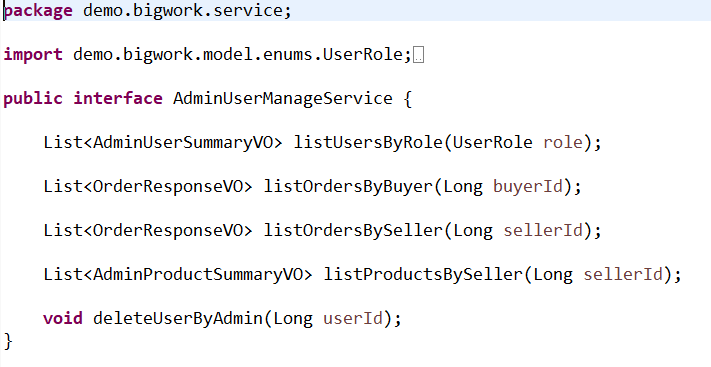 package demo.bigwork.service;
import demo.bigwork.model.enums.UserRole;
public interface AdminUserManageService {
List<AdminUserSummaryVO> listUsersByRole(UserRole role);
List<OrderResponseVO> listOrdersByBuyer(Long buyerId);
List<OrderResponseVO> listOrdersBySeller(Long sellerId);
List<AdminProductSummaryVO> listProductsBySeller(Long sellerId);
void deleteUserByAdmin(Long userId);
}